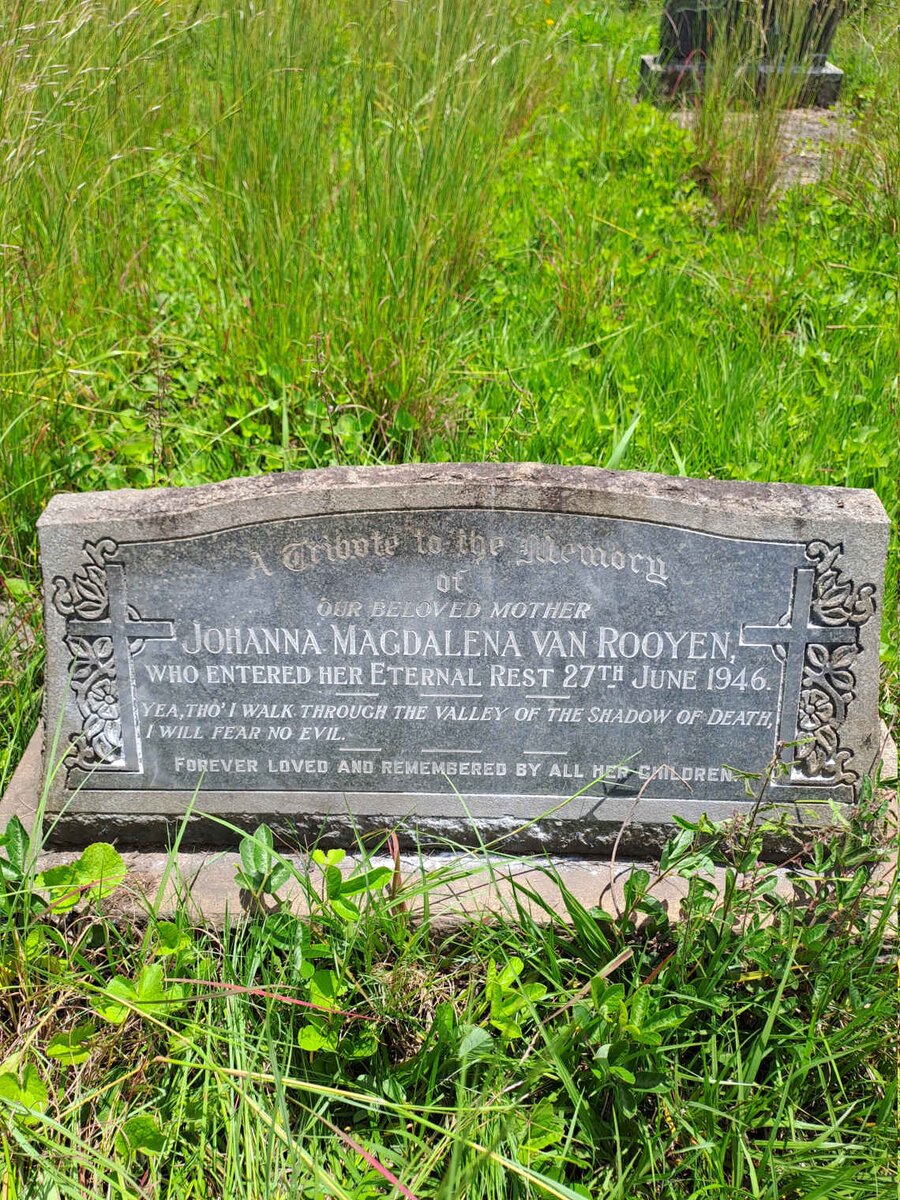 A Tribute to the Memory
of
OUR BELOVED MOTHER
JOHANNA MAGDALENA VAN ROOYEN,
WHO ENTERED HER ETERNAL REST 27TH JUNE 1946.
YEA, THO' I WALK THROUGH THE VALLEY OF THE SHADOW OF DEATH,
I WILL FEAR NO EVIL.
FOREVER LOVED AND REMEMBERED BY ALL HER CHILDREN.